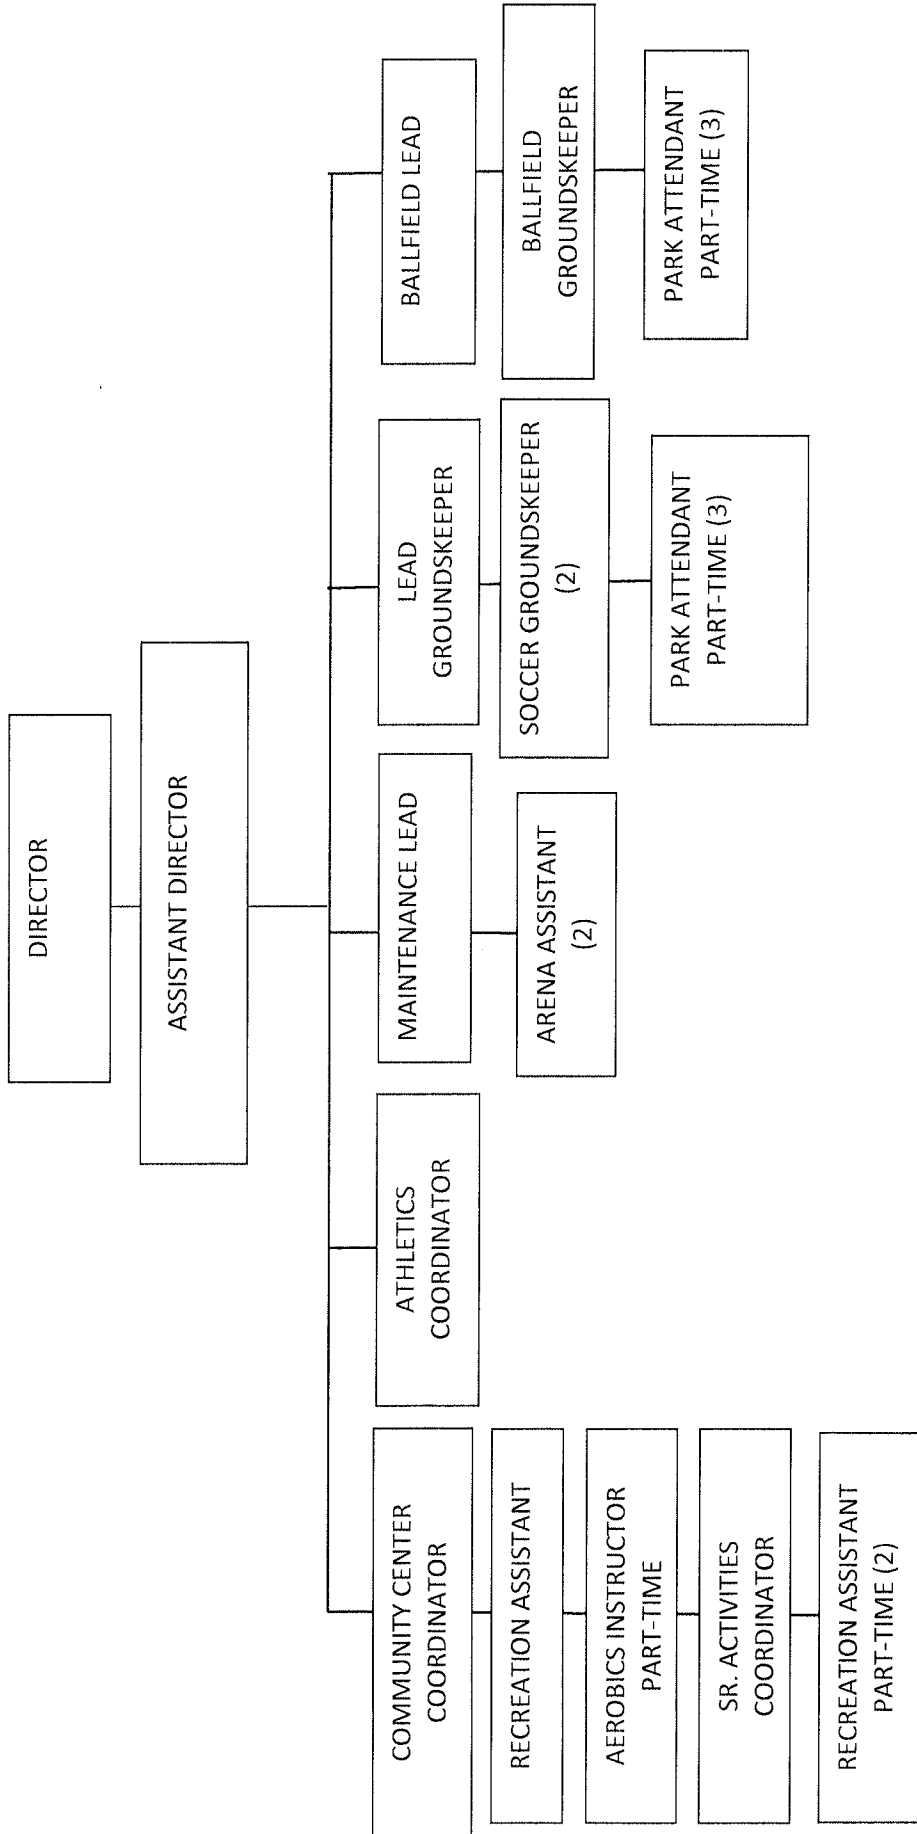 DIRECTOR
ASSISTANT DIRECTOR
COMMUNITY CENTER
COORDINATOR
RECREATION ASSISTANT
AEROBICS INSTRUCTOR
PART-TIME
SR. ACTIVITIES
COORDINATOR
RECREATION ASSISTANT
PART-TIME (2)
ATHLETICS
COORDINATOR
MAINTENANCE LEAD
ARENA ASSISTANT
(2)
LEAD
GROUNDSKEEPER
SOCCER GROUNDSKEEPER
(2)
PARK ATTENDANT
PART-TIME (3)
BALLFIELD LEAD
BALLFIELD
GROUNDSKEEPER
PARK ATTENDANT
PART-TIME (3)